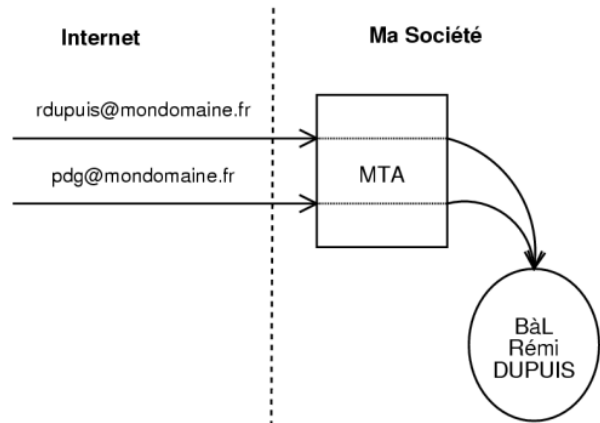 Internet
Ma Société
rdupuis@mondomaine.fr
pdg@mondomaine.fr
MTA
BàL
Rémi
DUPUIS